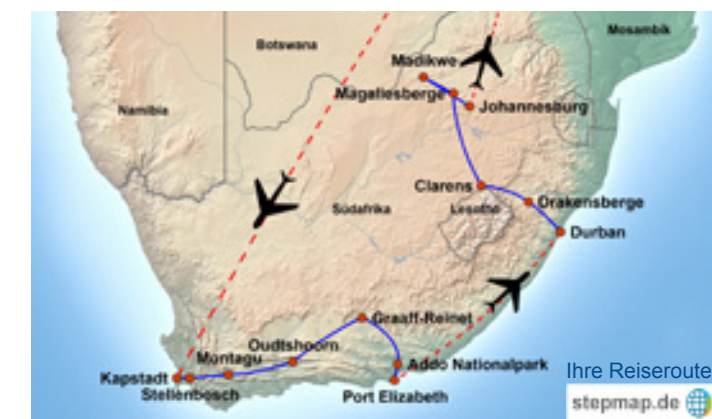 Mosambik
Botswana
Madikwe
Magaliesberge
Johannesburg
Namibia
Clarens
Drakensberge
Südafrika
Lesotho
Durban
Graaff-Reinet
Oudtshoorn
Montagu
Addo Nationalpark
Ihre Reiseroute
Kapstadt
Stellenbosch
Port Elizabeth
stepmap.de